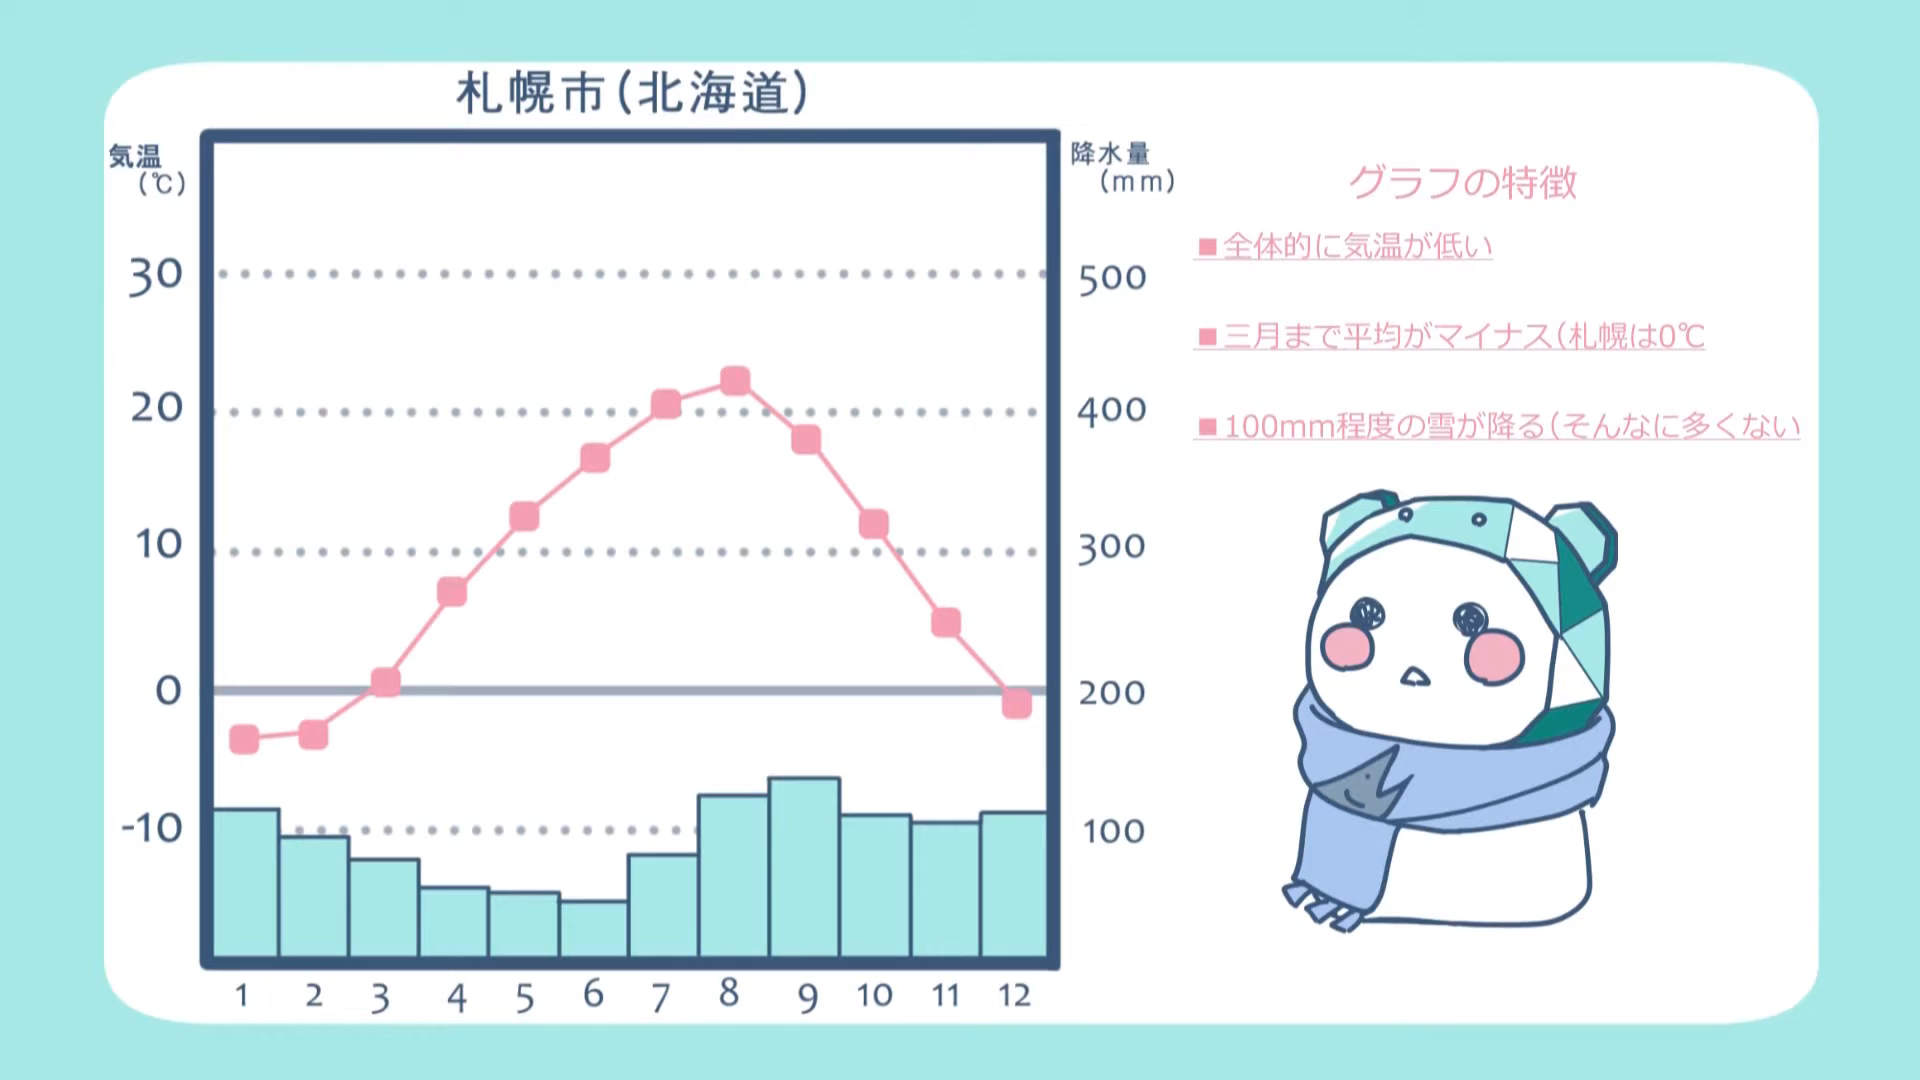 札幌市(北海道)
気温
(℃)
降水量
(mm)
30
20
10
0
-10
500
400
300
200
100
1 2 3 4 5 6 7 8 9 10 11 12
グラフの特徴
■全体的に気温が低い
■三月まで平均がマイナス(札幌は0℃
■100mm程度の雪が降る(そんなに多くない